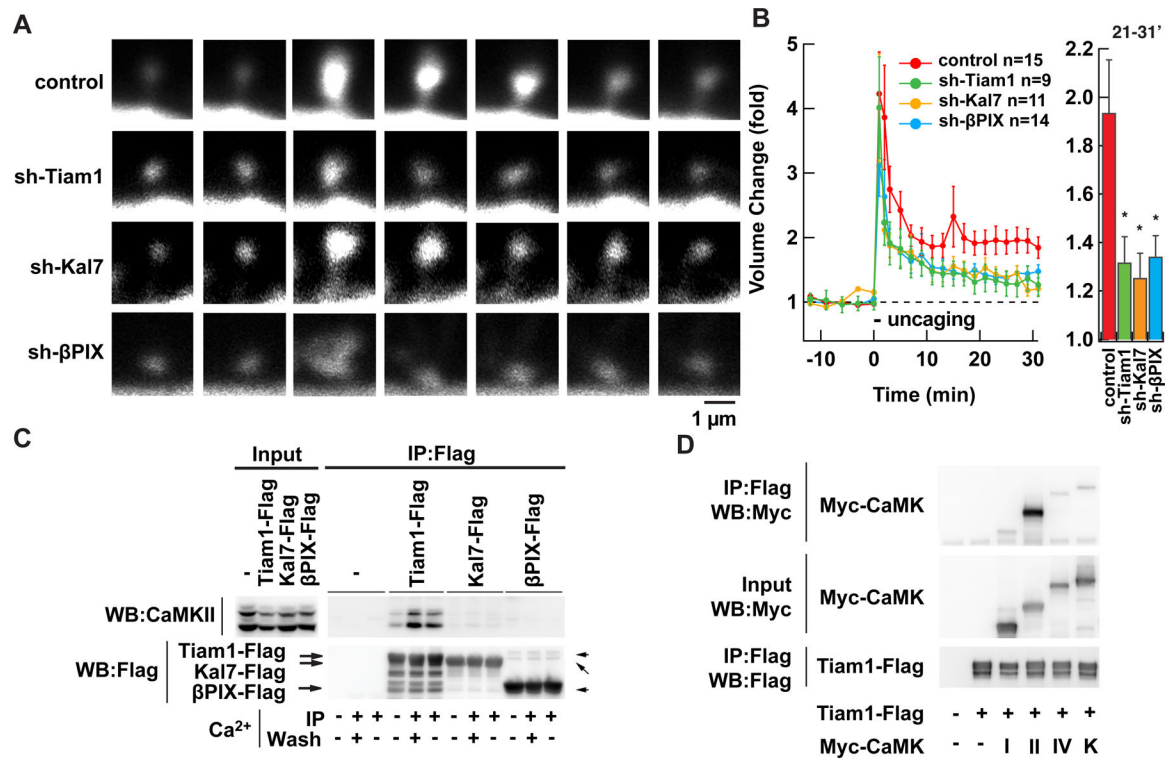 A
control
sh-Tiam1
sh-Kal7
sh-βPIX
1 µm
B
Volume Change (fold)
5
4
3
2
1
control n=15
sh-Tiam1 n=9
sh-Kal7 n=11
sh-βPIX n=14
- uncaging
-10 0 10 20 30
Time (min)
21-31'
2.2
2.0
1.8
1.6
1.4
1.2
1.0
* * *
control
sh-Tiam1
sh-Kal7
sh-βPIX
C
Input IP:Flag
- Tiam1-Flag Kal7-Flag βPIX-Flag - Tiam1-Flag Kal7-Flag βPIX-Flag
WB:CaMKII
WB:Flag
Tiam1-Flag
Kal7-Flag
βPIX-Flag
Ca2+
IP - + + - + + - + + - + +
Wash - + - - + - - + - - + -
D
IP:Flag
WB:Myc
Myc-CaMK
Input
WB:Myc
Myc-CaMK
IP:Flag
WB:Flag
Tiam1-Flag
Tiam1-Flag - + + + + +
Myc-CaMK - - I II IV K